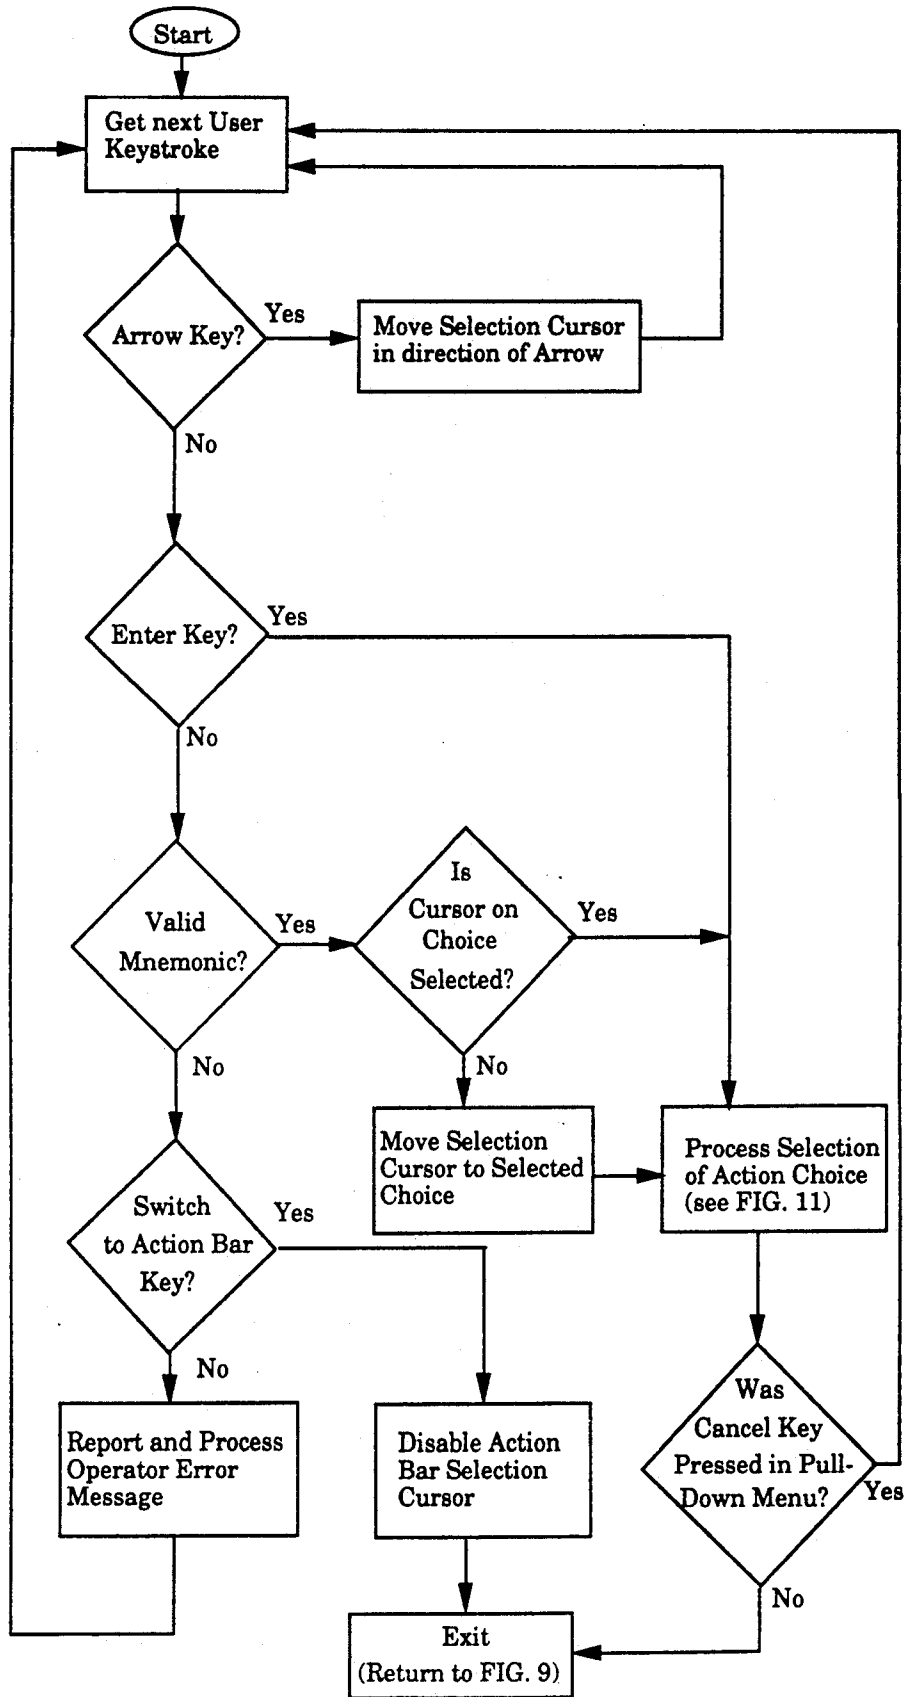 Start
Get next User
Keystroke
Arrow Key?
Yes
Move Selection Cursor
in direction of Arrow
No
Enter Key?
Yes
No
Valid
Mnemonic?
Yes
Is
Cursor on
Choice
Selected?
Yes
No
No
Move Selection
Cursor to Selected
Choice
Process Selection
of Action Choice
(see FIG. 11)
Switch
to Action Bar
Key?
Yes
No
Report and Process
Operator Error
Message
Disable Action
Bar Selection
Cursor
Was
Cancel Key
Pressed in Pull-
Down Menu?
Yes
No
Exit
(Return to FIG. 9)